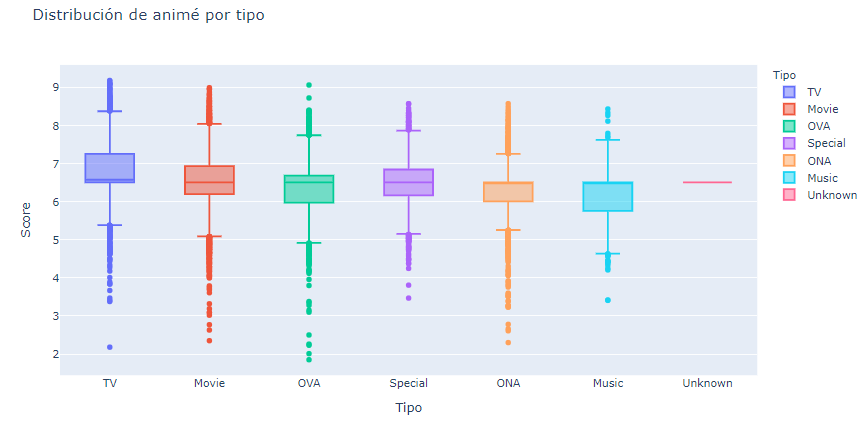 Distribución de animé por tipo
Tipo
TV
Movie
OVA
Special
ONA
Music
Unknown
9
8
7
6
5
4
3
2
Score
TV Movie OVA Special ONA Music Unknown
Tipo